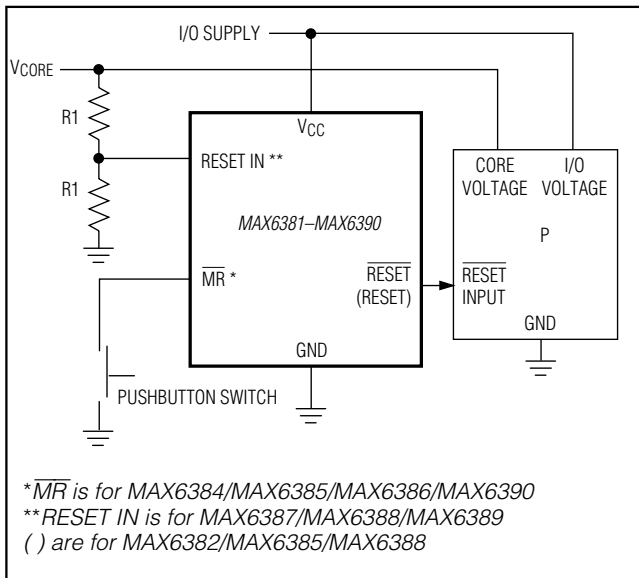 I/O SUPPLY
VCORE
R1
VCC
RESET IN **
CORE VOLTAGE
I/O VOLTAGE
R1
MAX6381–MAX6390
P
MR *
RESET
(RESET)
RESET
INPUT
GND
GND
PUSHBUTTON SWITCH
*MR is for MAX6384/MAX6385/MAX6386/MAX6390
**RESET IN is for MAX6387/MAX6388/MAX6389
( ) are for MAX6382/MAX6385/MAX6388